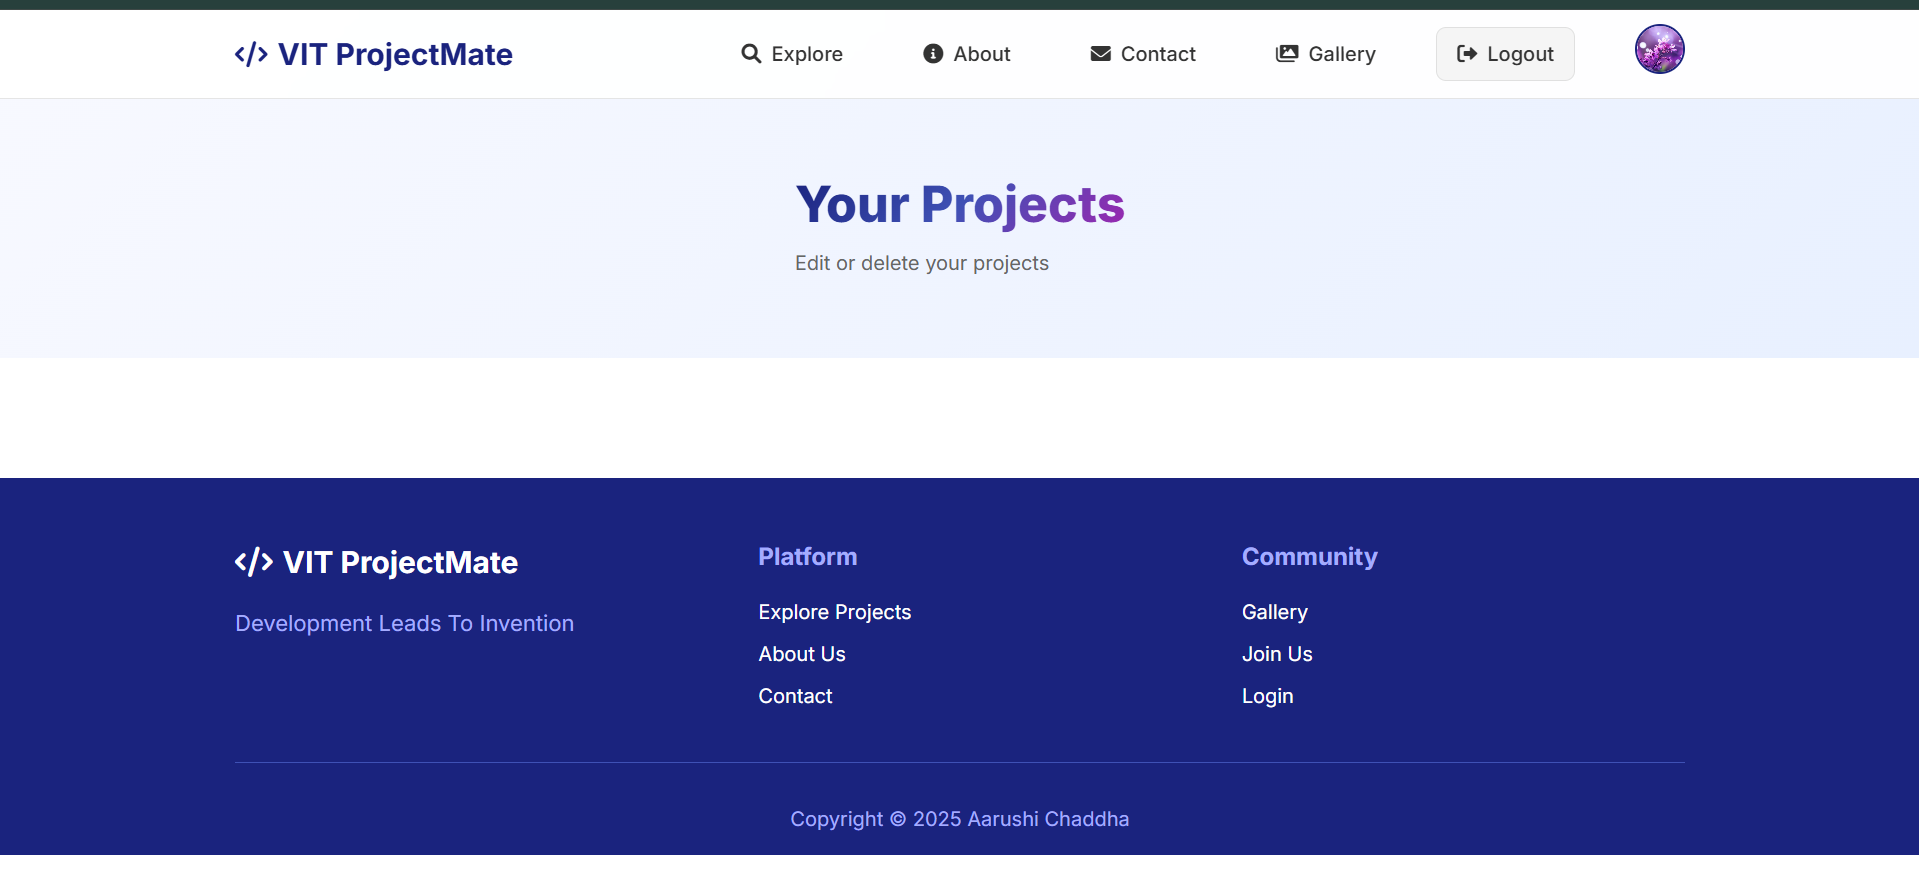 VIT ProjectMate
Explore
About
Contact
Gallery
Logout
Your Projects
Edit or delete your projects
VIT ProjectMate
Development Leads To Invention
Platform
Explore Projects
About Us
Contact
Community
Gallery
Join Us
Login
Copyright © 2025 Aarushi Chaddha